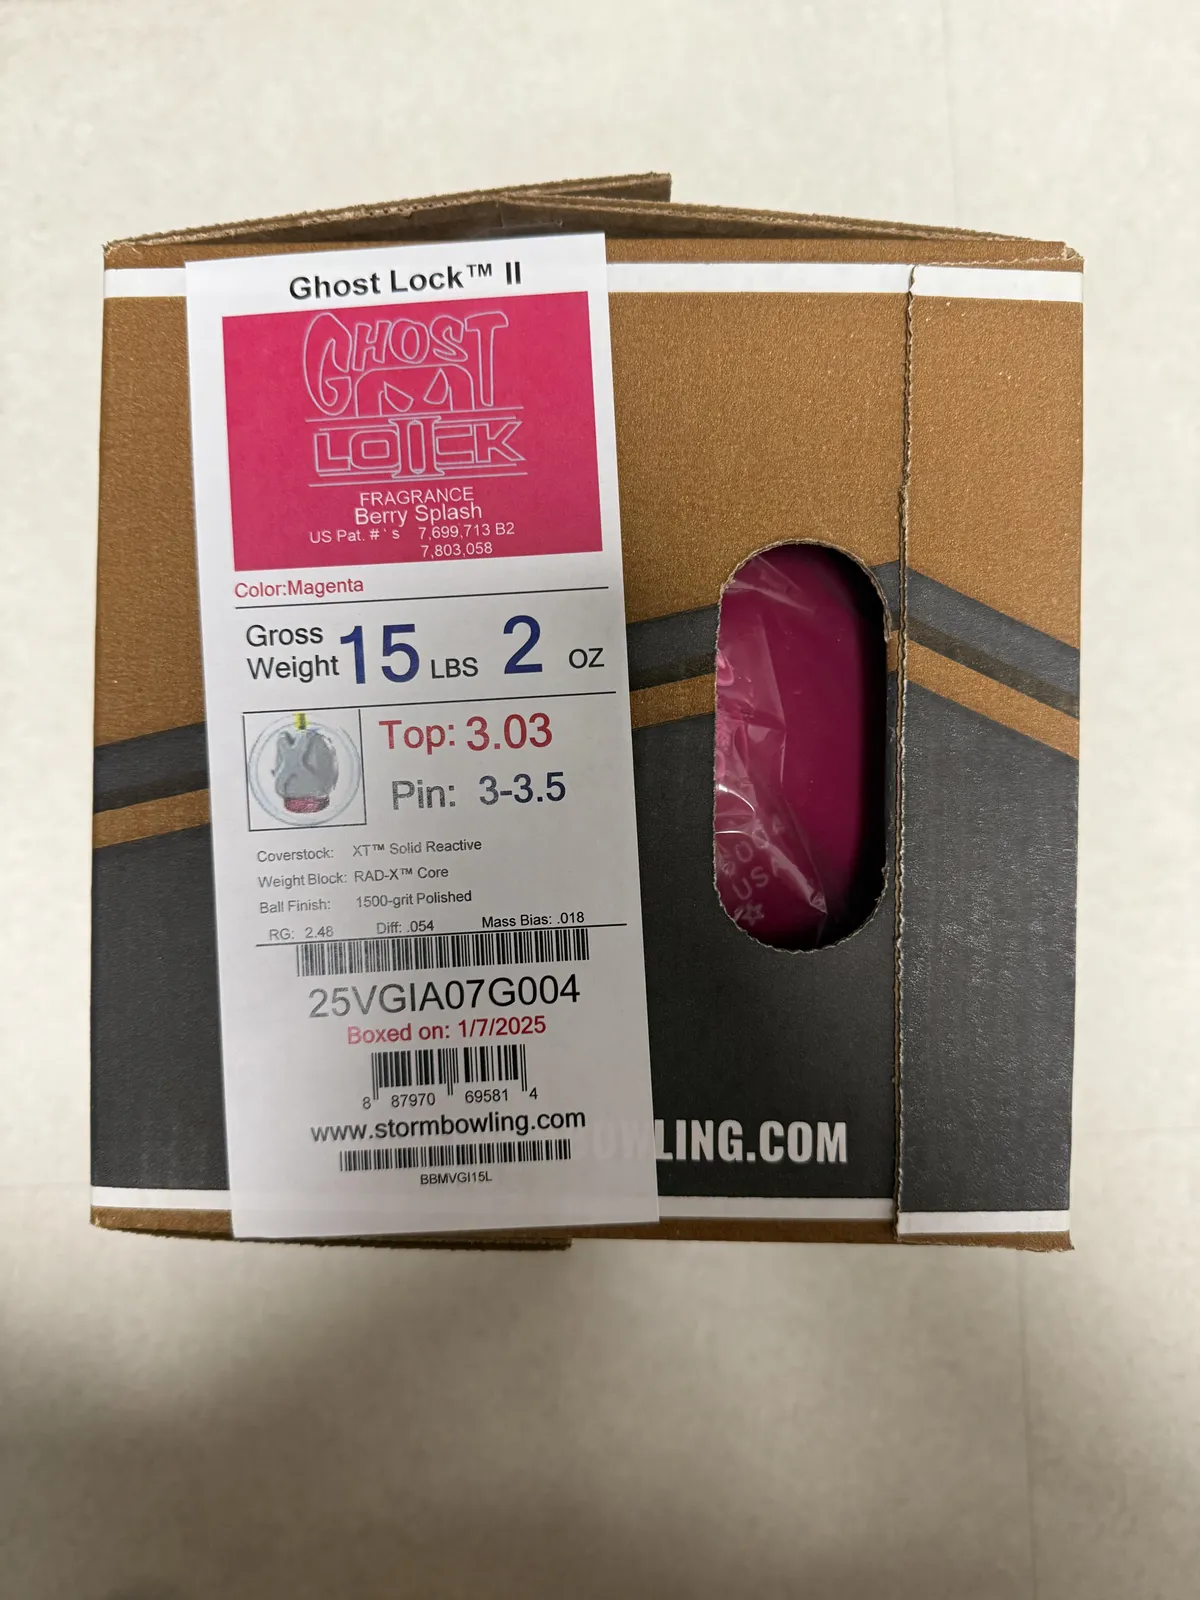 Ghost Lock™ II
GHOST
LOIICK
FRAGRANCE
Berry Splash
US Pat. #`s 7,699,713 B2
7,803,058
Color:Magenta
Gross
Weight 15 LBS 2 OZ
Top: 3.03
Pin: 3-3.5
Coverstock: XT™ Solid Reactive
Weight Block: RAD-X™ Core
Ball Finish: 1500-grit Polished
RG: 2.48 Diff: .054 Mass Bias: .018
25VGIA07G004
Boxed on: 1/7/2025
8 87970 69581 4
www.stormbowling.com
BBMVGI15L
OWLING.COM
USA